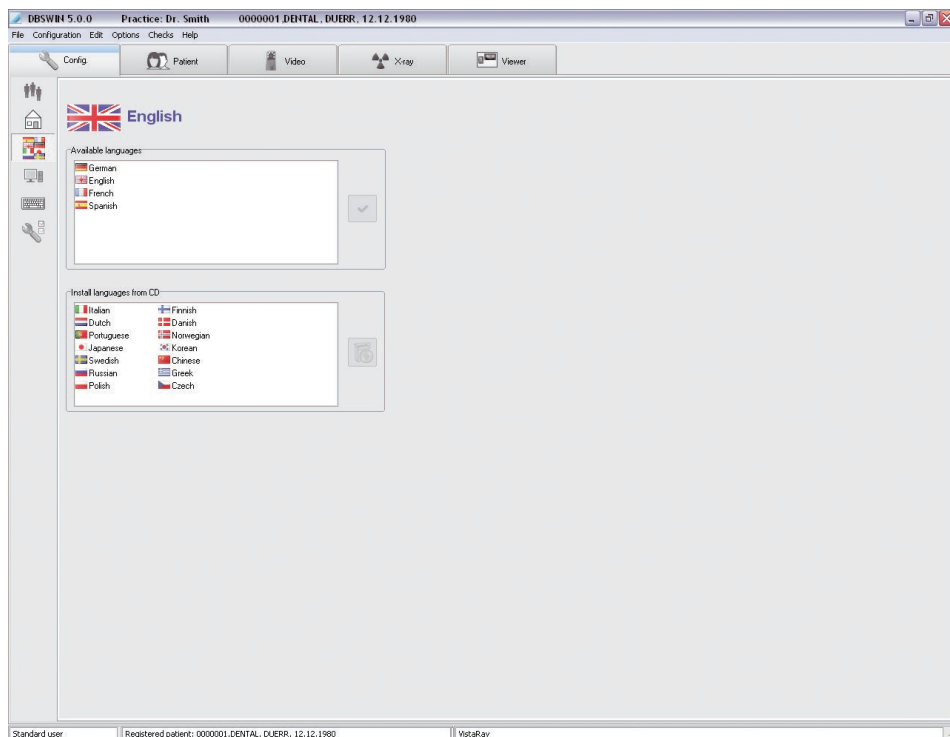 DBSWIN 5.0.0 Practice: Dr. Smith 0000001,DENTAL, DUERR, 12.12.1980
File Configuration Edit Options Checks Help
Config. Patient Video X-ray Viewer
English
Available languages
German
English
French
Spanish
Install languages from CD
Italian
Dutch
Portuguese
Japanese
Swedish
Russian
Polish
Finnish
Danish
Norwegian
Korean
Chinese
Greek
Czech
Standard user Registered patient: 0000001,DENTAL, DUERR, 12.12.1980 VistaRay